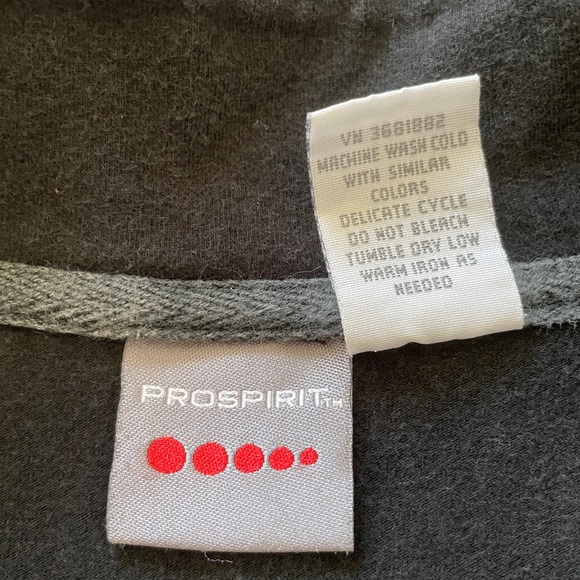 VN 3681882
MACHINE WASH COLD
WITH SIMILAR
COLORS
DELICATE CYCLE
DO NOT BLEACH
TUMBLE DRY LOW
WARM IRON AS
NEEDED
PROSPIRIT™